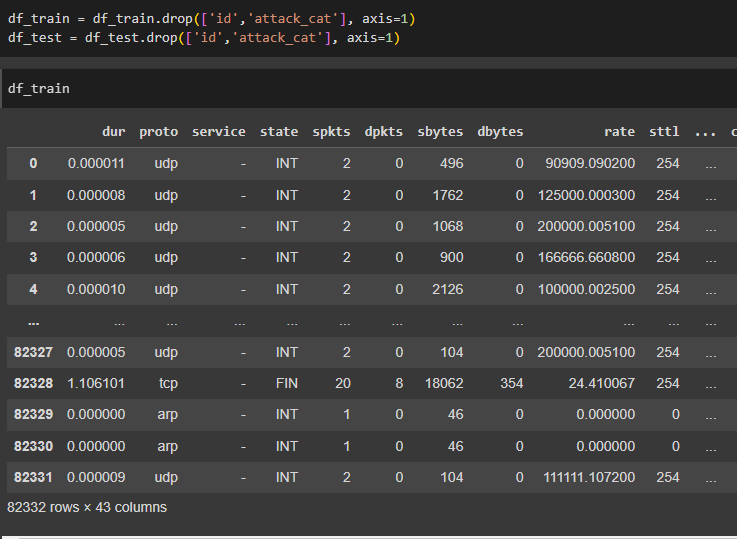 df_train = df_train.drop(['id','attack_cat'], axis=1)
df_test = df_test.drop(['id','attack_cat'], axis=1)
df_train
dur proto service state spkts dpkts sbytes dbytes rate sttl ... c
0 0.000011 udp - INT 2 0 496 0 90909.090200 254 ...
1 0.000008 udp - INT 2 0 1762 0 125000.000300 254 ...
2 0.000005 udp - INT 2 0 1068 0 200000.005100 254 ...
3 0.000006 udp - INT 2 0 900 0 166666.660800 254 ...
4 0.000010 udp - INT 2 0 2126 0 100000.002500 254 ...
... ... ... ... ... ... ... ... ... ... ... ...
82327 0.000005 udp - INT 2 0 104 0 200000.005100 254 ...
82328 1.106101 tcp - FIN 20 8 18062 354 24.410067 254 ...
82329 0.000000 arp - INT 1 0 46 0 0.000000 0 ...
82330 0.000000 arp - INT 1 0 46 0 0.000000 0 ...
82331 0.000009 udp - INT 2 0 104 0 111111.107200 254 ...
82332 rows × 43 columns